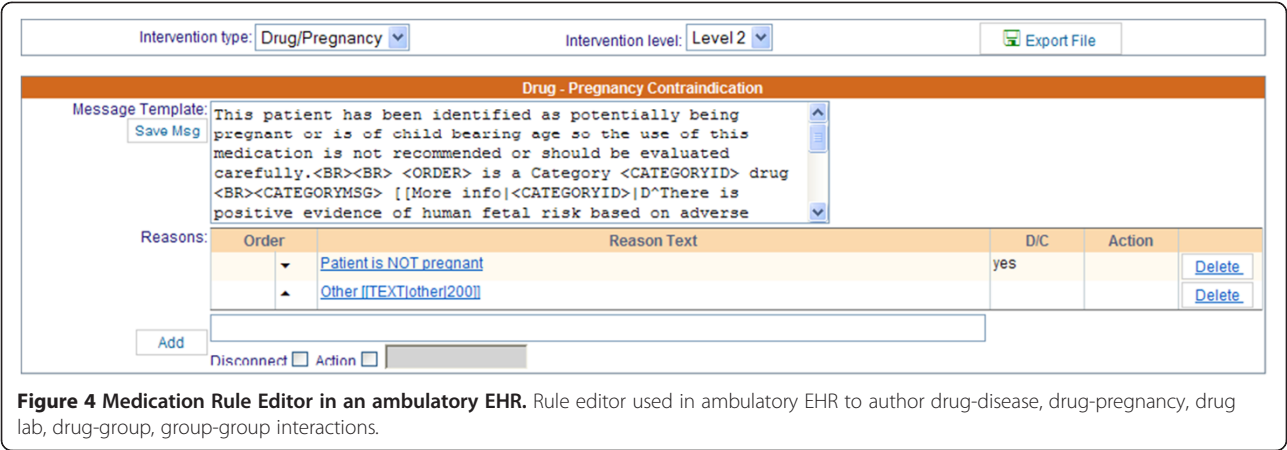 Intervention type: Drug/Pregnancy Intervention level: Level 2 Export File
Drug - Pregnancy Contraindication
Message Template:
Save Msg
This patient has been identified as potentially being
pregnant or is of child bearing age so the use of this
medication is not recommended or should be evaluated
carefully.<BR><BR> <ORDER> is a Category <CATEGORYID> drug
<BR><CATEGORYMSG> [[More info|<CATEGORYID>|D^There is
positive evidence of human fetal risk based on adverse
Reasons: Order Reason Text D/C Action
Patient is NOT pregnant yes Delete
Other [[TEXT|other|200]] Delete
Add
Disconnect Action
Figure 4 Medication Rule Editor in an ambulatory EHR. Rule editor used in ambulatory EHR to author drug-disease, drug-pregnancy, drug
lab, drug-group, group-group interactions.